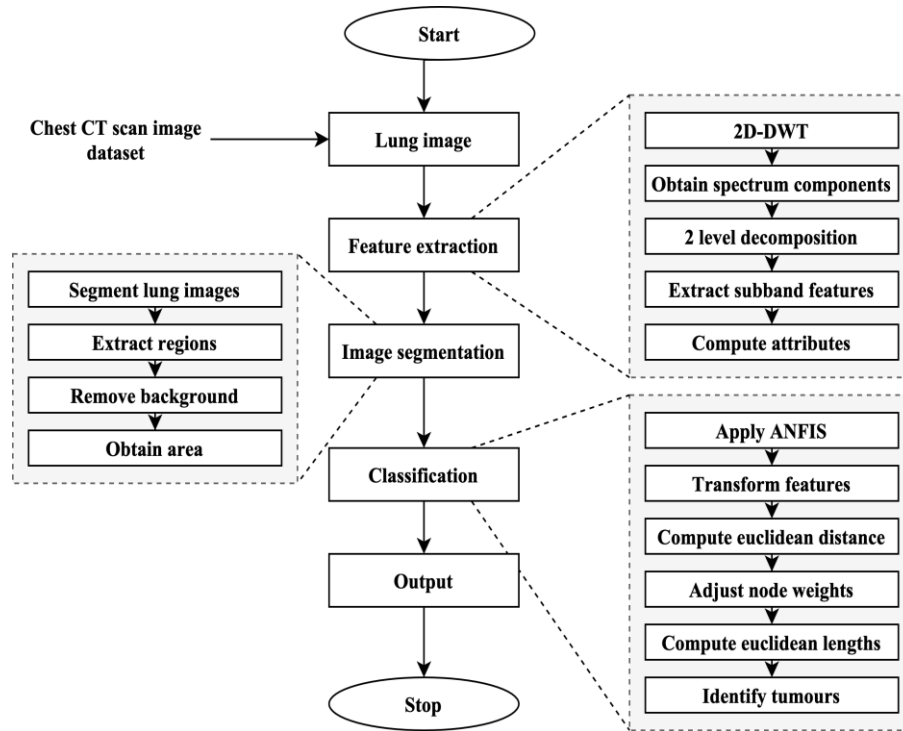 Start
Chest CT scan image
dataset
Lung image
Feature extraction
Image segmentation
Classification
Output
Stop
2D-DWT
Obtain spectrum components
2 level decomposition
Extract subband features
Compute attributes
Segment lung images
Extract regions
Remove background
Obtain area
Apply ANFIS
Transform features
Compute euclidean distance
Adjust node weights
Compute euclidean lengths
Identify tumours